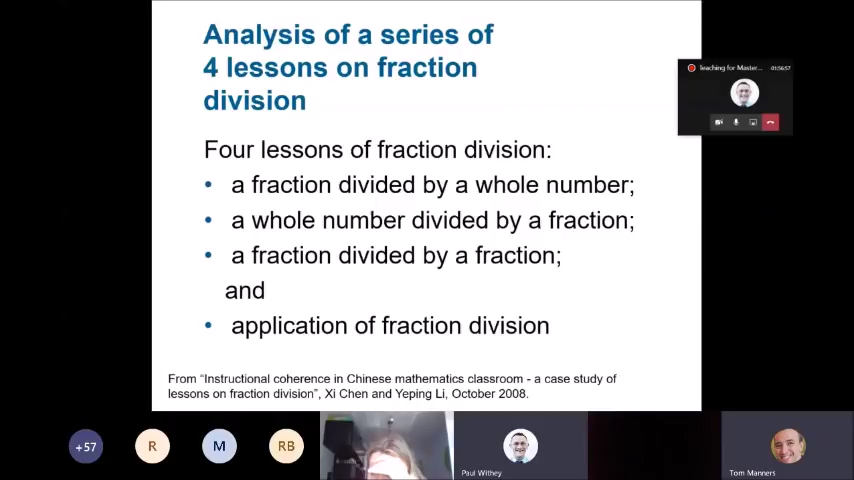 Analysis of a series of
4 lessons on fraction
division
Teaching for Master... 01:56:57
Four lessons of fraction division:
• a fraction divided by a whole number;
• a whole number divided by a fraction;
• a fraction divided by a fraction;
and
• application of fraction division
From “Instructional coherence in Chinese mathematics classroom - a case study of
lessons on fraction division”, Xi Chen and Yeping Li, October 2008.
+57 R M RB
Paul Withey
Tom Manners